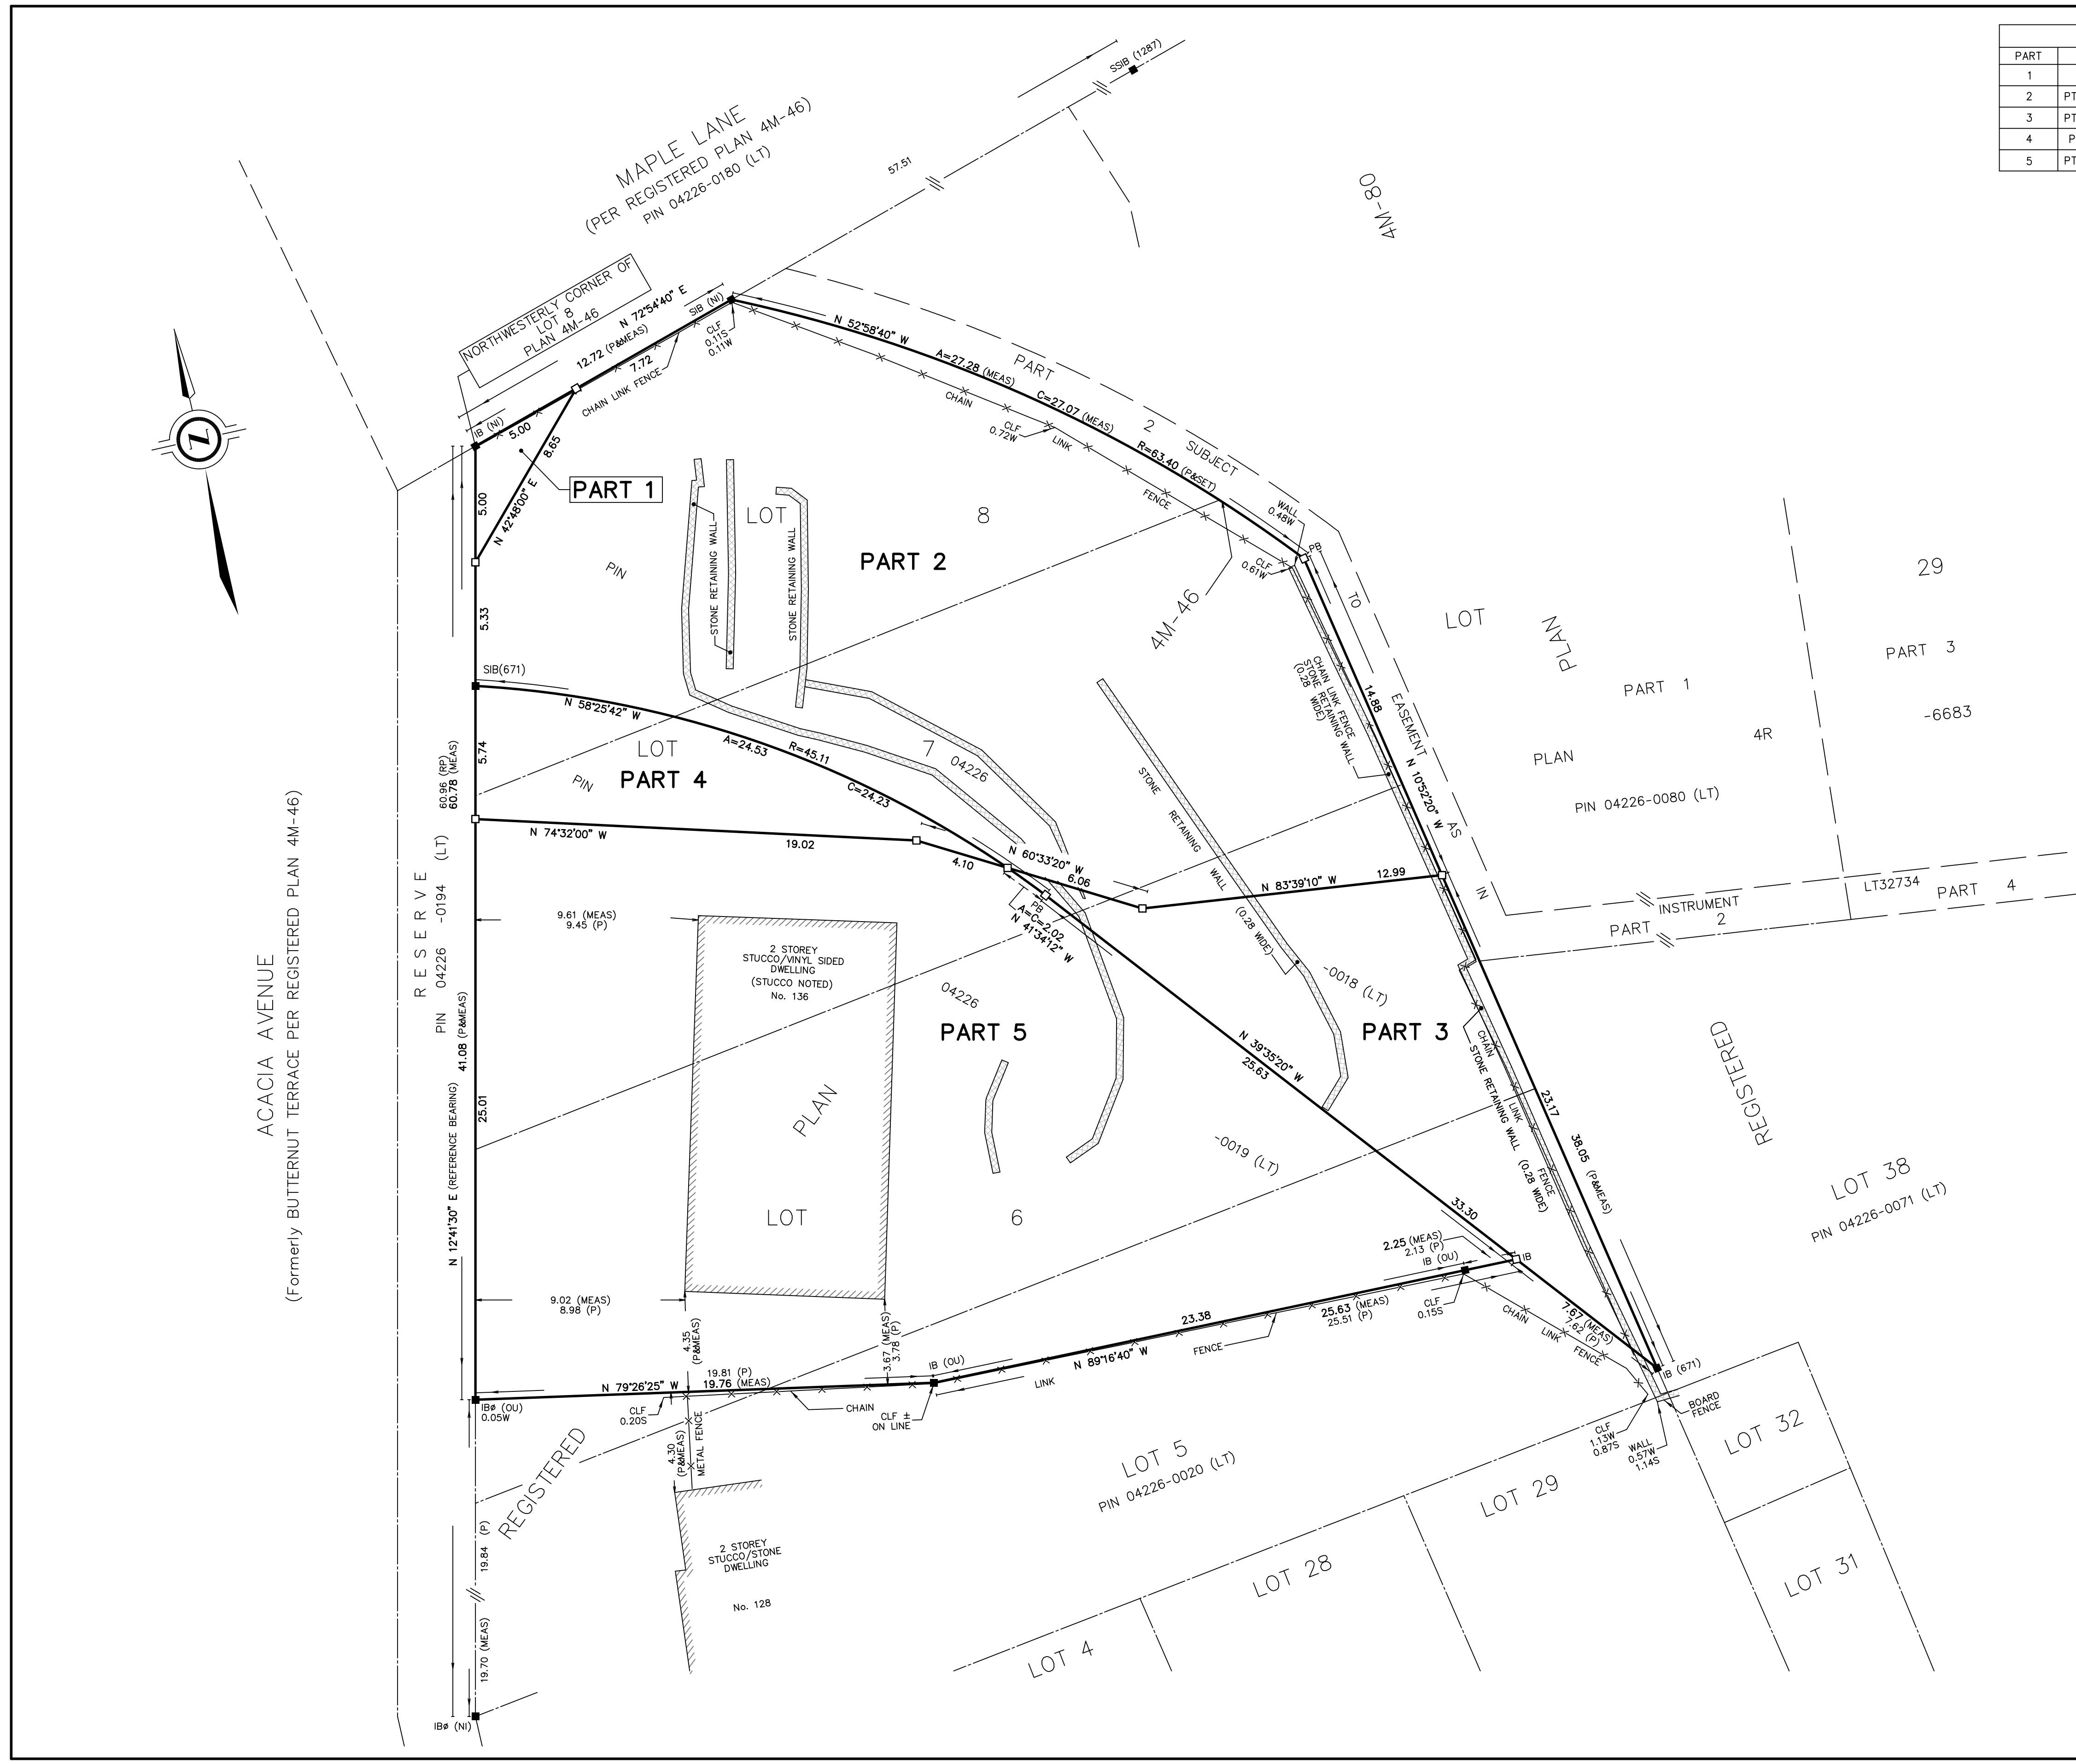 PART
1
2 PT
3 PT
4 P
5 PT
SSIB (1287)
MAPLE LANE
(PER REGISTERED PLAN 4M-46)
PIN 04226-0180 (LT)
57.51
4M-80
NORTHWESTERLY CORNER OF
LOT 8
PLAN 4M-46
N 72°54'40" E
12.72 (P&MEAS)
7.72
CHAIN LINK FENCE
SIB (NI)
CLF
0.11S
0.11W
IB (NI)
5.00
8.65
N 42°48'00" E
PART 1
N 52°58'40" W
A=27.28 (MEAS)
C=27.07 (MEAS)
R=63.40 (P&SET)
CHAIN
CLF
0.72W
LINK
FENCE
PART
2
SUBJECT
TO
EASEMENT
AS
IN
INSTRUMENT
LT32734
WALL
0.48W
PB
CLF
0.61W
5.00
5.33
5.74
25.01
STONE RETAINING WALL
STONE RETAINING WALL
LOT
8
PART 2
PIN
4M-46
CHAIN LINK FENCE
STONE RETAINING WALL
(0.28 WIDE)
14.88
N 10°52'20" W
LOT
29
PLAN
PART 3
PART 1
-6683
4R
PLAN
PIN 04226-0080 (LT)
PART 4
PART 2
SIB(671)
N 58°25'42" W
A=24.53
R=45.11
C=24.23
LOT
7
PART 4
PIN
04226
60.96 (RP)
60.78 (MEAS)
N 74°32'00" W
19.02
4.10
N 60°33'20" W
6.06
N 83°39'10" W
12.99
PB
A=C=2.02
N 41°34'12" W
STONE
RETAINING
WALL
(0.28 WIDE)
-0018 (LT)
RESERVE
PIN 04226 -0194 (LT)
ACACIA AVENUE
(Formerly BUTTERNUT TERRACE PER REGISTERED PLAN 4M-46)
9.61 (MEAS)
9.45 (P)
2 STOREY
STUCCO/VINYL SIDED
DWELLING
(STUCCO NOTED)
No. 136
04226
PART 5
PART 3
N 39°35'20" W
25.63
41.08 (P&MEAS)
N 12°41'30" E (REFERENCE BEARING)
PLAN
-0019 (LT)
LOT
6
CHAIN
LINK
FENCE
STONE RETAINING WALL
(0.28 WIDE)
23.17
38.05 (P&MEAS)
REGISTERED
LOT 38
PIN 04226-0071 (LT)
33.30
2.25 (MEAS)
2.13 (P)
IB (OU)
IB
9.02 (MEAS)
8.98 (P)
4.35
(P&MEAS)
3.67 (MEAS)
3.78 (P)
IB (OU)
23.38
25.63 (MEAS)
25.51 (P)
CLF
0.15S
CHAIN
LINK
FENCE
7.67 (MEAS)
7.62 (P)
N 89°16'40" W
FENCE
LINK
19.81 (P)
19.76 (MEAS)
N 79°26'25" W
IBø (OU)
0.05W
CLF
0.20S
CHAIN
CLF ±
ON LINE
IB (671)
BOARD
FENCE
CLF
1.13W
0.87S
WALL
0.57W
1.14S
LOT 32
REGISTERED
4.30
(P&MEAS)
METAL FENCE
LOT 5
PIN 04226-0020 (LT)
LOT 29
19.84 (P)
19.70 (MEAS)
2 STOREY
STUCCO/STONE
DWELLING
No. 128
LOT 28
LOT 31
LOT 4
IBø (NI)